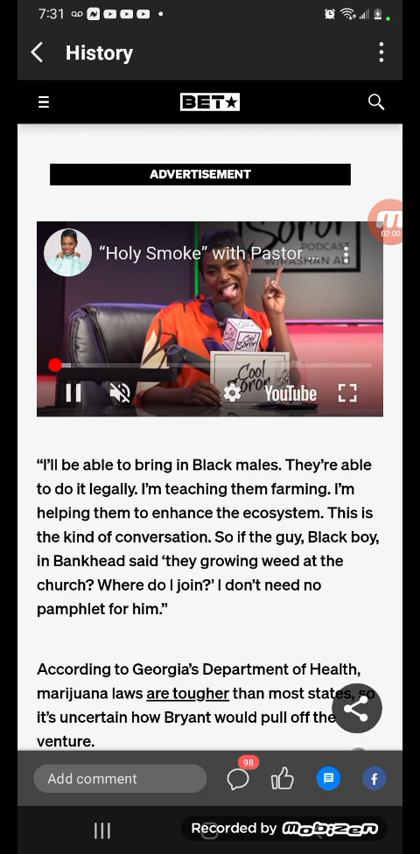 7:31
History
BET
ADVERTISEMENT
02:00
"Holy Smoke" with Pastor ...
PODCAST
W/RASHAN A
Cool
Soror
YouTube
"I'll be able to bring in Black males. They're able
to do it legally. I'm teaching them farming. I'm
helping them to enhance the ecosystem. This is
the kind of conversation. So if the guy, Black boy,
in Bankhead said 'they growing weed at the
church? Where do I join?' I don't need no
pamphlet for him."
According to Georgia's Department of Health,
marijuana laws are tougher than most states, so
it's uncertain how Bryant would pull off the
venture.
Add comment
98
Recorded by Mobizen